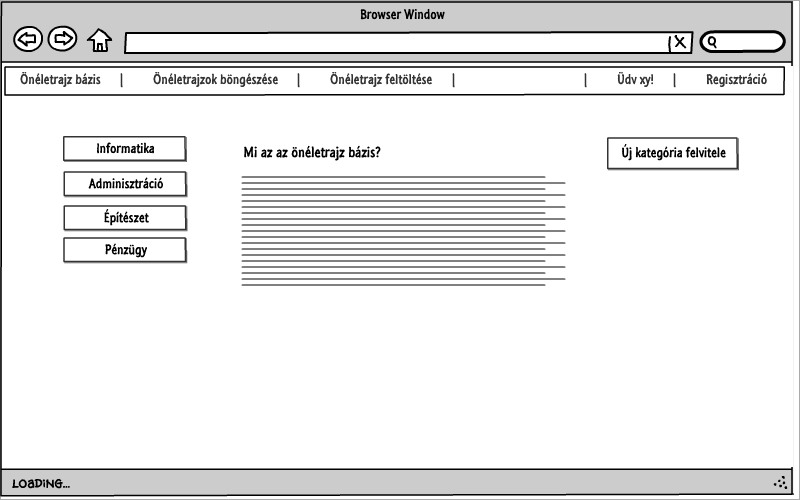 Browser Window
X
Önéletrajz bázis | Önéletrajzok böngészése | Önéletrajz feltöltése | | Üdv xy! | Regisztráció
Informatika
Adminisztráció
Építészet
Pénzügy
Mi az az önéletrajz bázis?
Új kategória felvitele
LOADING...